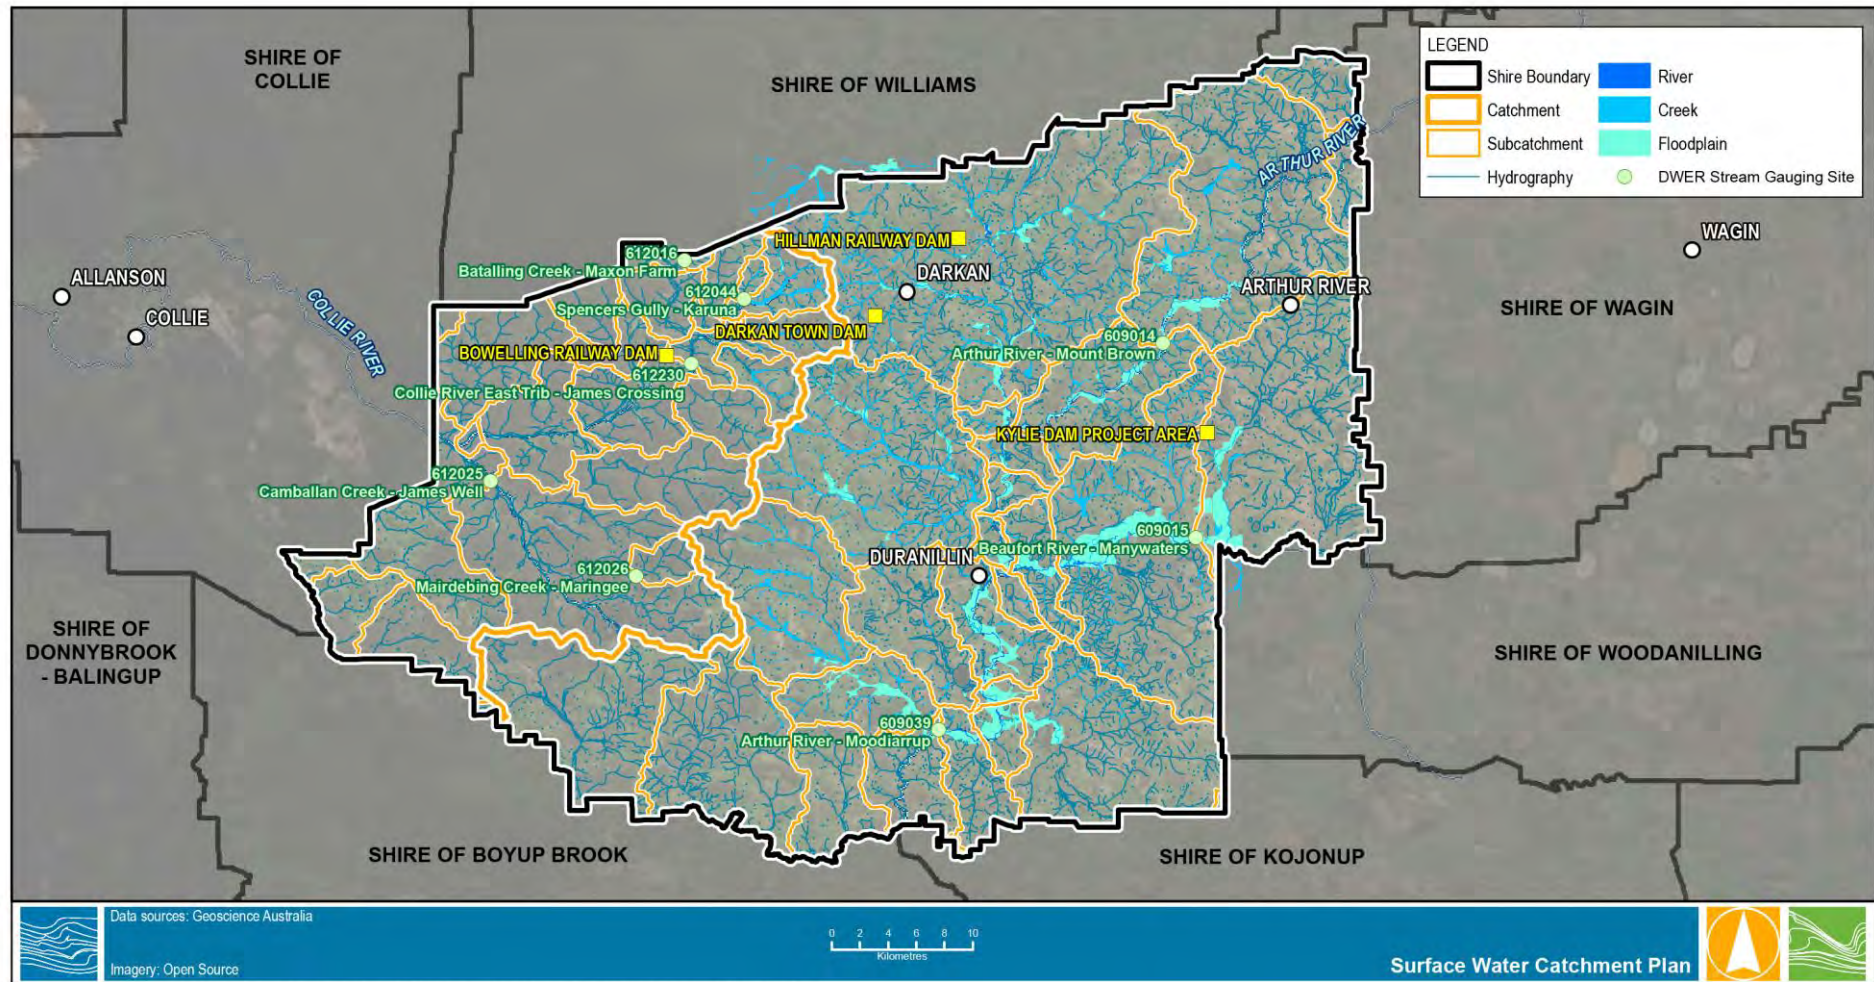 SHIRE OF
COLLIE
SHIRE OF WILLIAMS
LEGEND
Shire Boundary
River
Catchment
Creek
Subcatchment
Floodplain
Hydrography
DWER Stream Gauging Site
ARTHUR RIVER
WAGIN
HILLMAN RAILWAY DAM
612016
Batalling Creek - Maxon Farm
ALLANSON
DARKAN
ARTHUR RIVER
612044
Spencers Gully - Karuna
SHIRE OF WAGIN
COLLIE
COLLIE RIVER
DARKAN TOWN DAM
609014
Arthur River - Mount Brown
BOWELLING RAILWAY DAM
612230
Collie River East Trib - James Crossing
KYLIE DAM PROJECT AREA
612025
Camballan Creek - James Well
609015
Beaufort River - Manywaters
DURANILLIN
612026
Mairdebing Creek - Maringee
SHIRE OF
DONNYBROOK
- BALINGUP
SHIRE OF WOODANILLING
609039
Arthur River - Moodiarrup
SHIRE OF BOYUP BROOK
SHIRE OF KOJONUP
Data sources: Geoscience Australia
0 2 4 6 8 10
Kilometres
Imagery: Open Source
Surface Water Catchment Plan